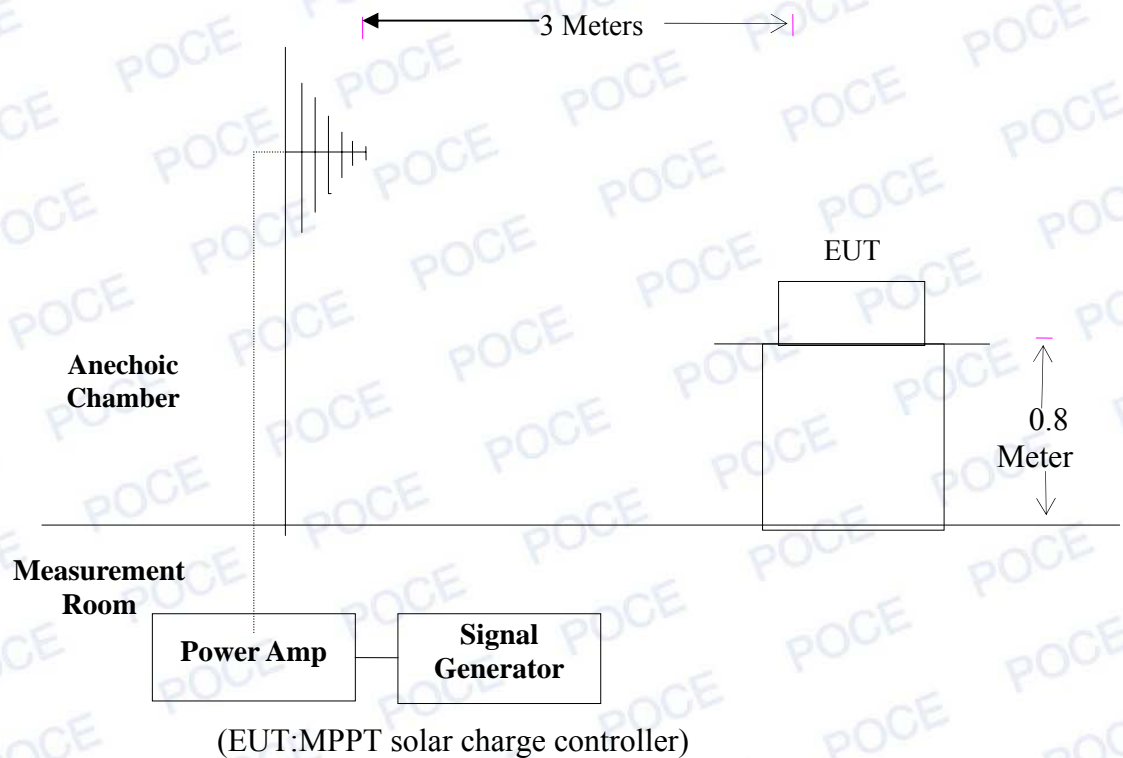 3 Meters
EUT
Anechoic
Chamber
0.8
Meter
Measurement
Room
Power Amp
Signal
Generator
(EUT:MPPT solar charge controller)
POCE